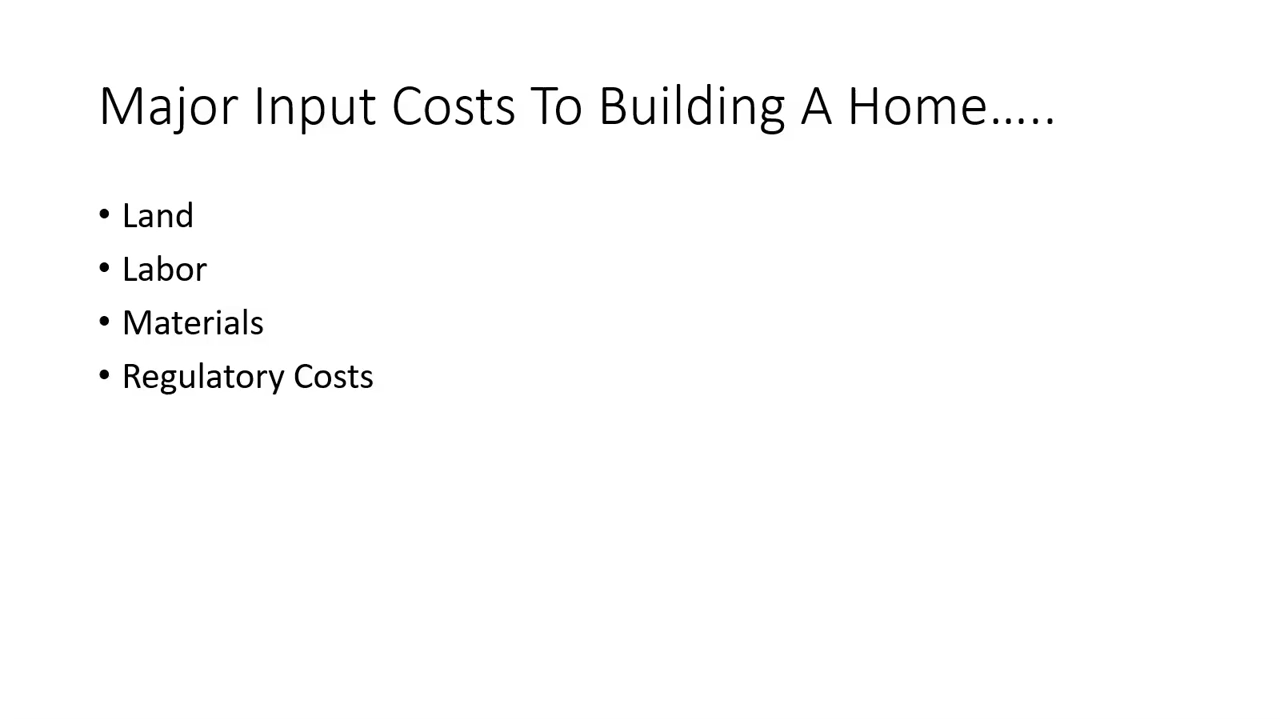 Major Input Costs To Building A Home…..
• Land
• Labor
• Materials
• Regulatory Costs